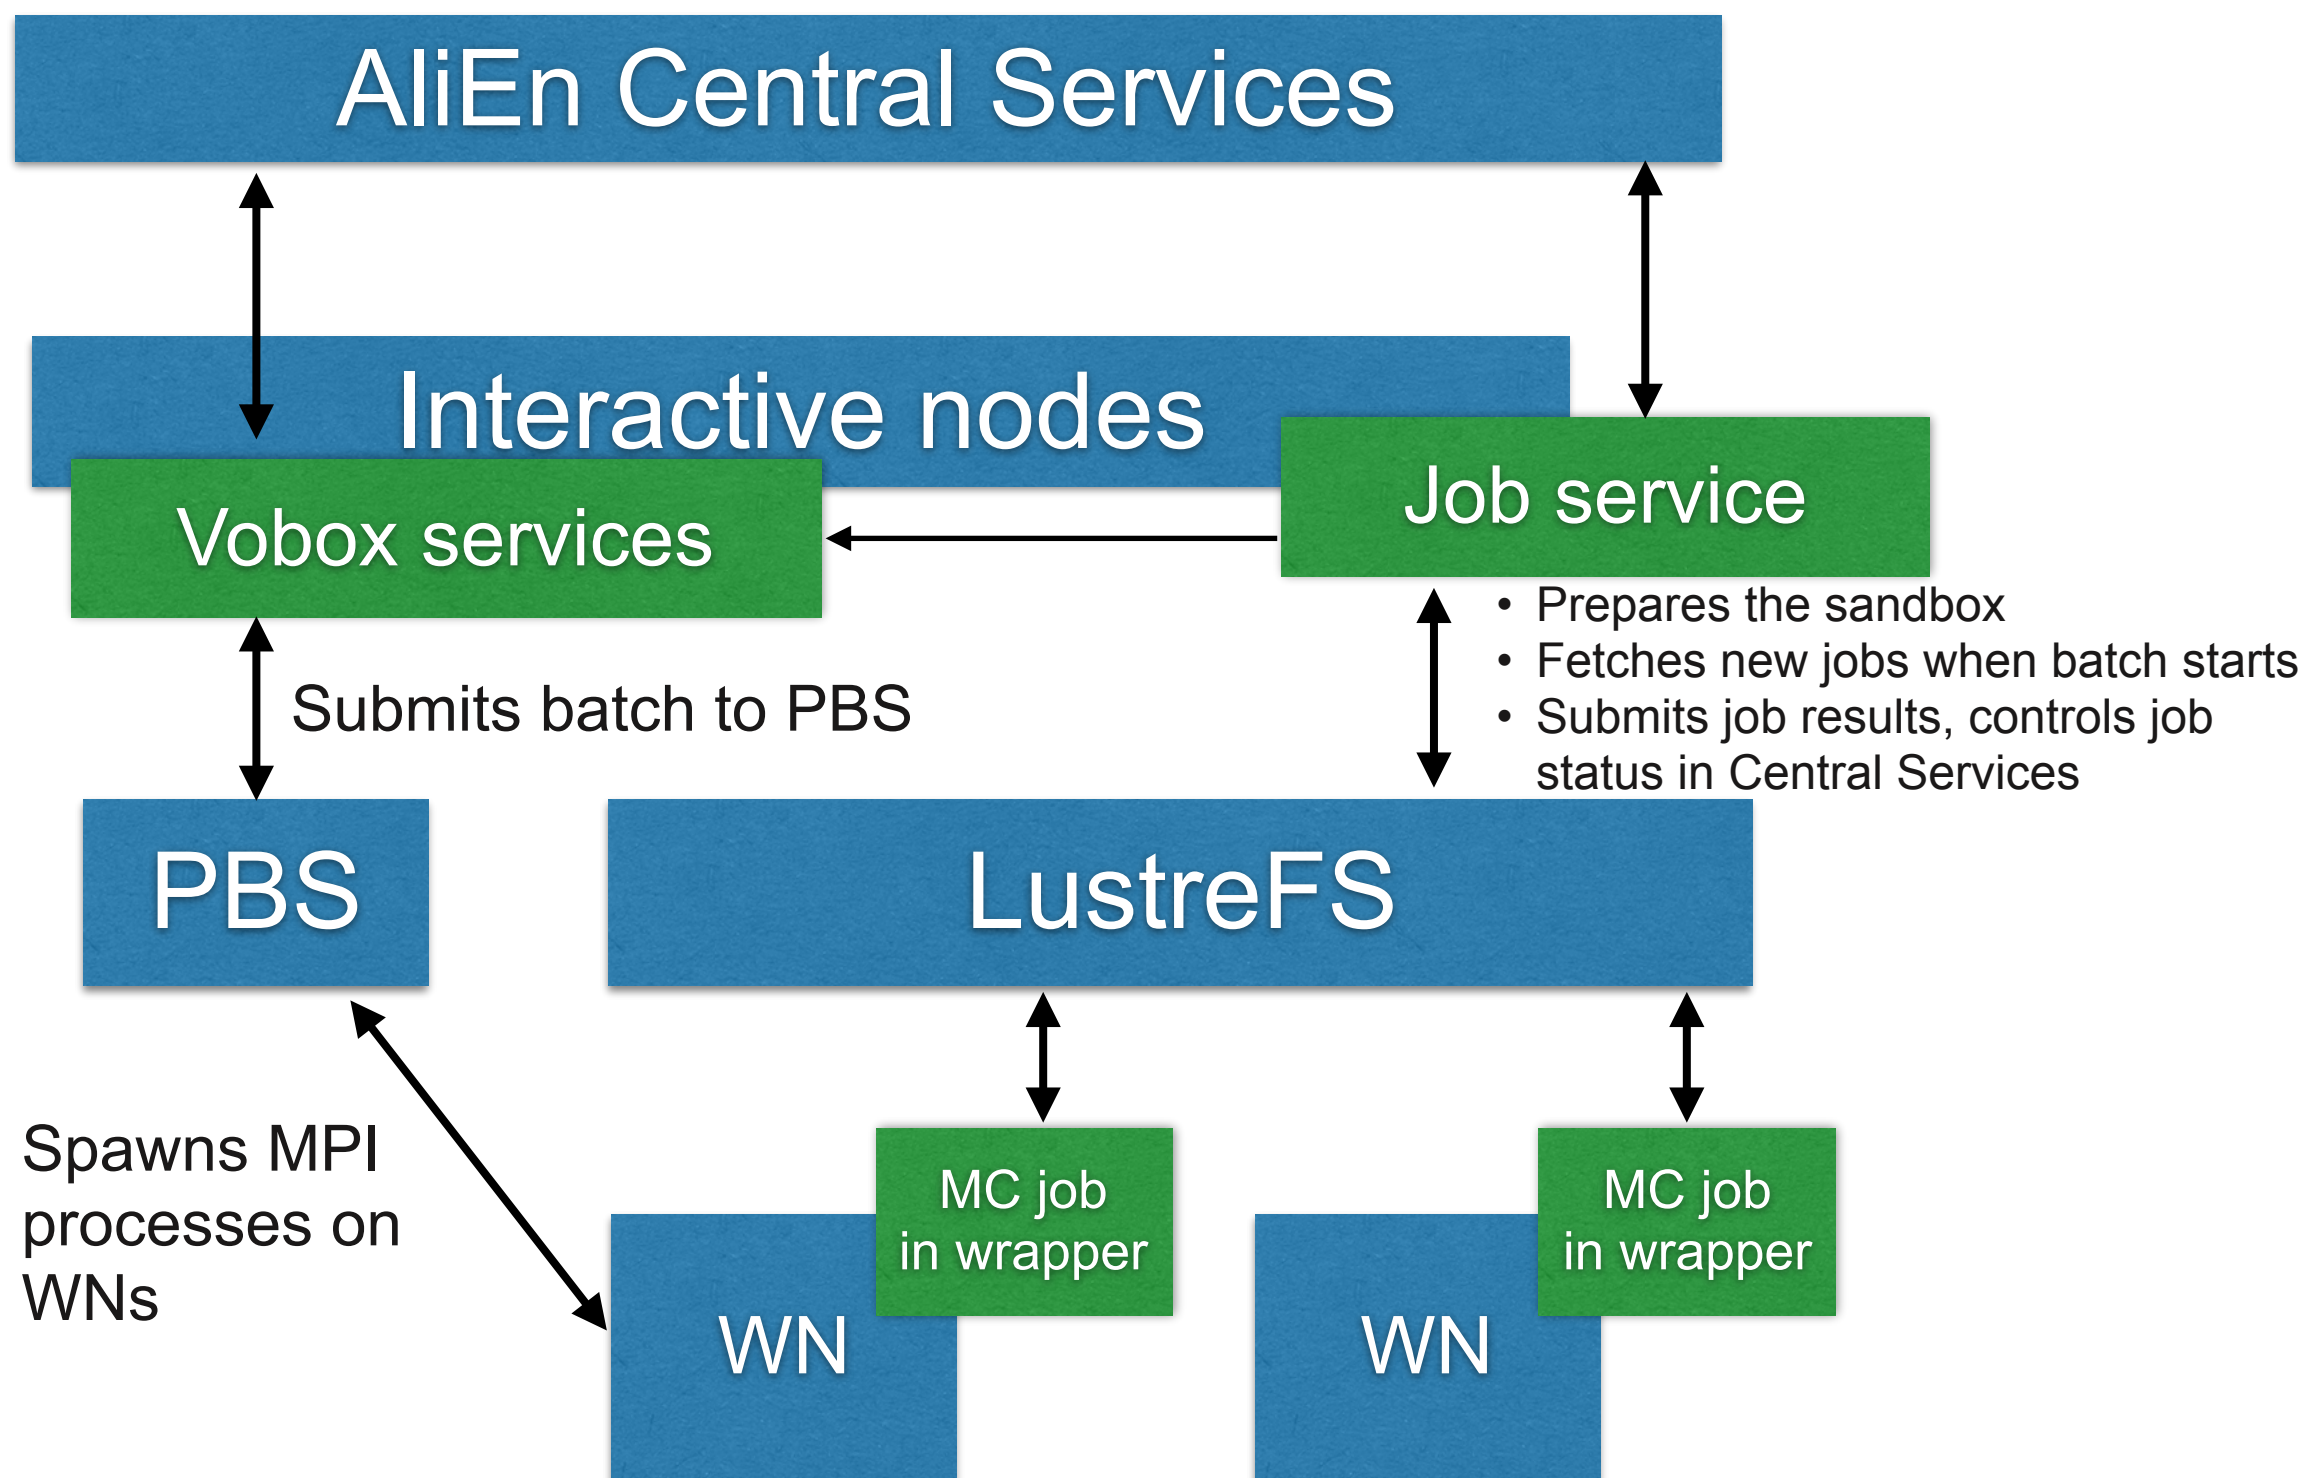 AliEn Central Services
Interactive nodes
Vobox services
Job service
• Prepares the sandbox
• Fetches new jobs when batch starts
• Submits job results, controls job
status in Central Services
Submits batch to PBS
PBS
LustreFS
Spawns MPI
processes on
WNs
MC job
in wrapper
WN
MC job
in wrapper
WN